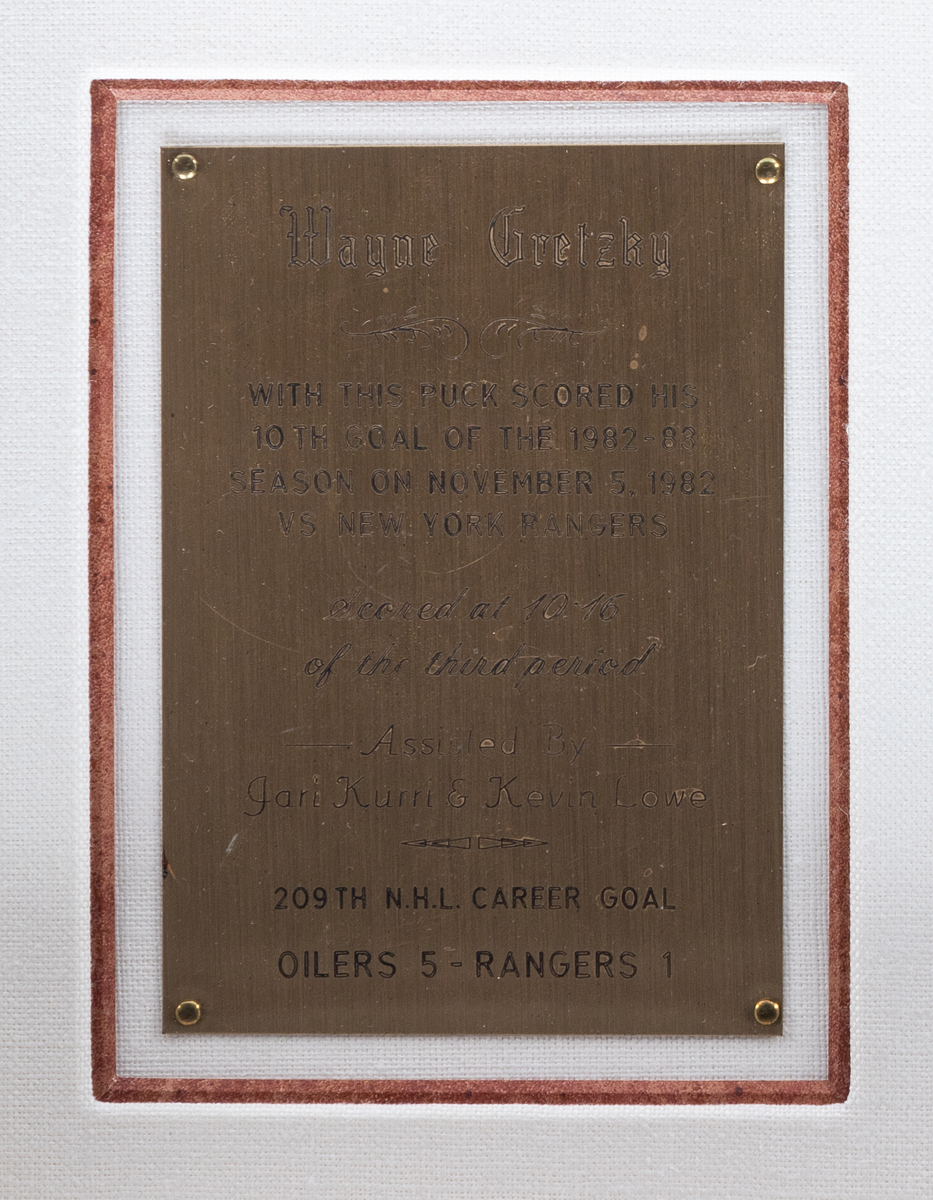 Wayne Gretzky
WITH THIS PUCK SCORED HIS
10TH GOAL OF THE 1982-83
SEASON ON NOVEMBER 5, 1982
VS NEW YORK RANGERS
Scored at 10:16
of the third period
Assisted By
Jari Kurri & Kevin Lowe
209TH N.H.L. CAREER GOAL
OILERS 5 - RANGERS 1